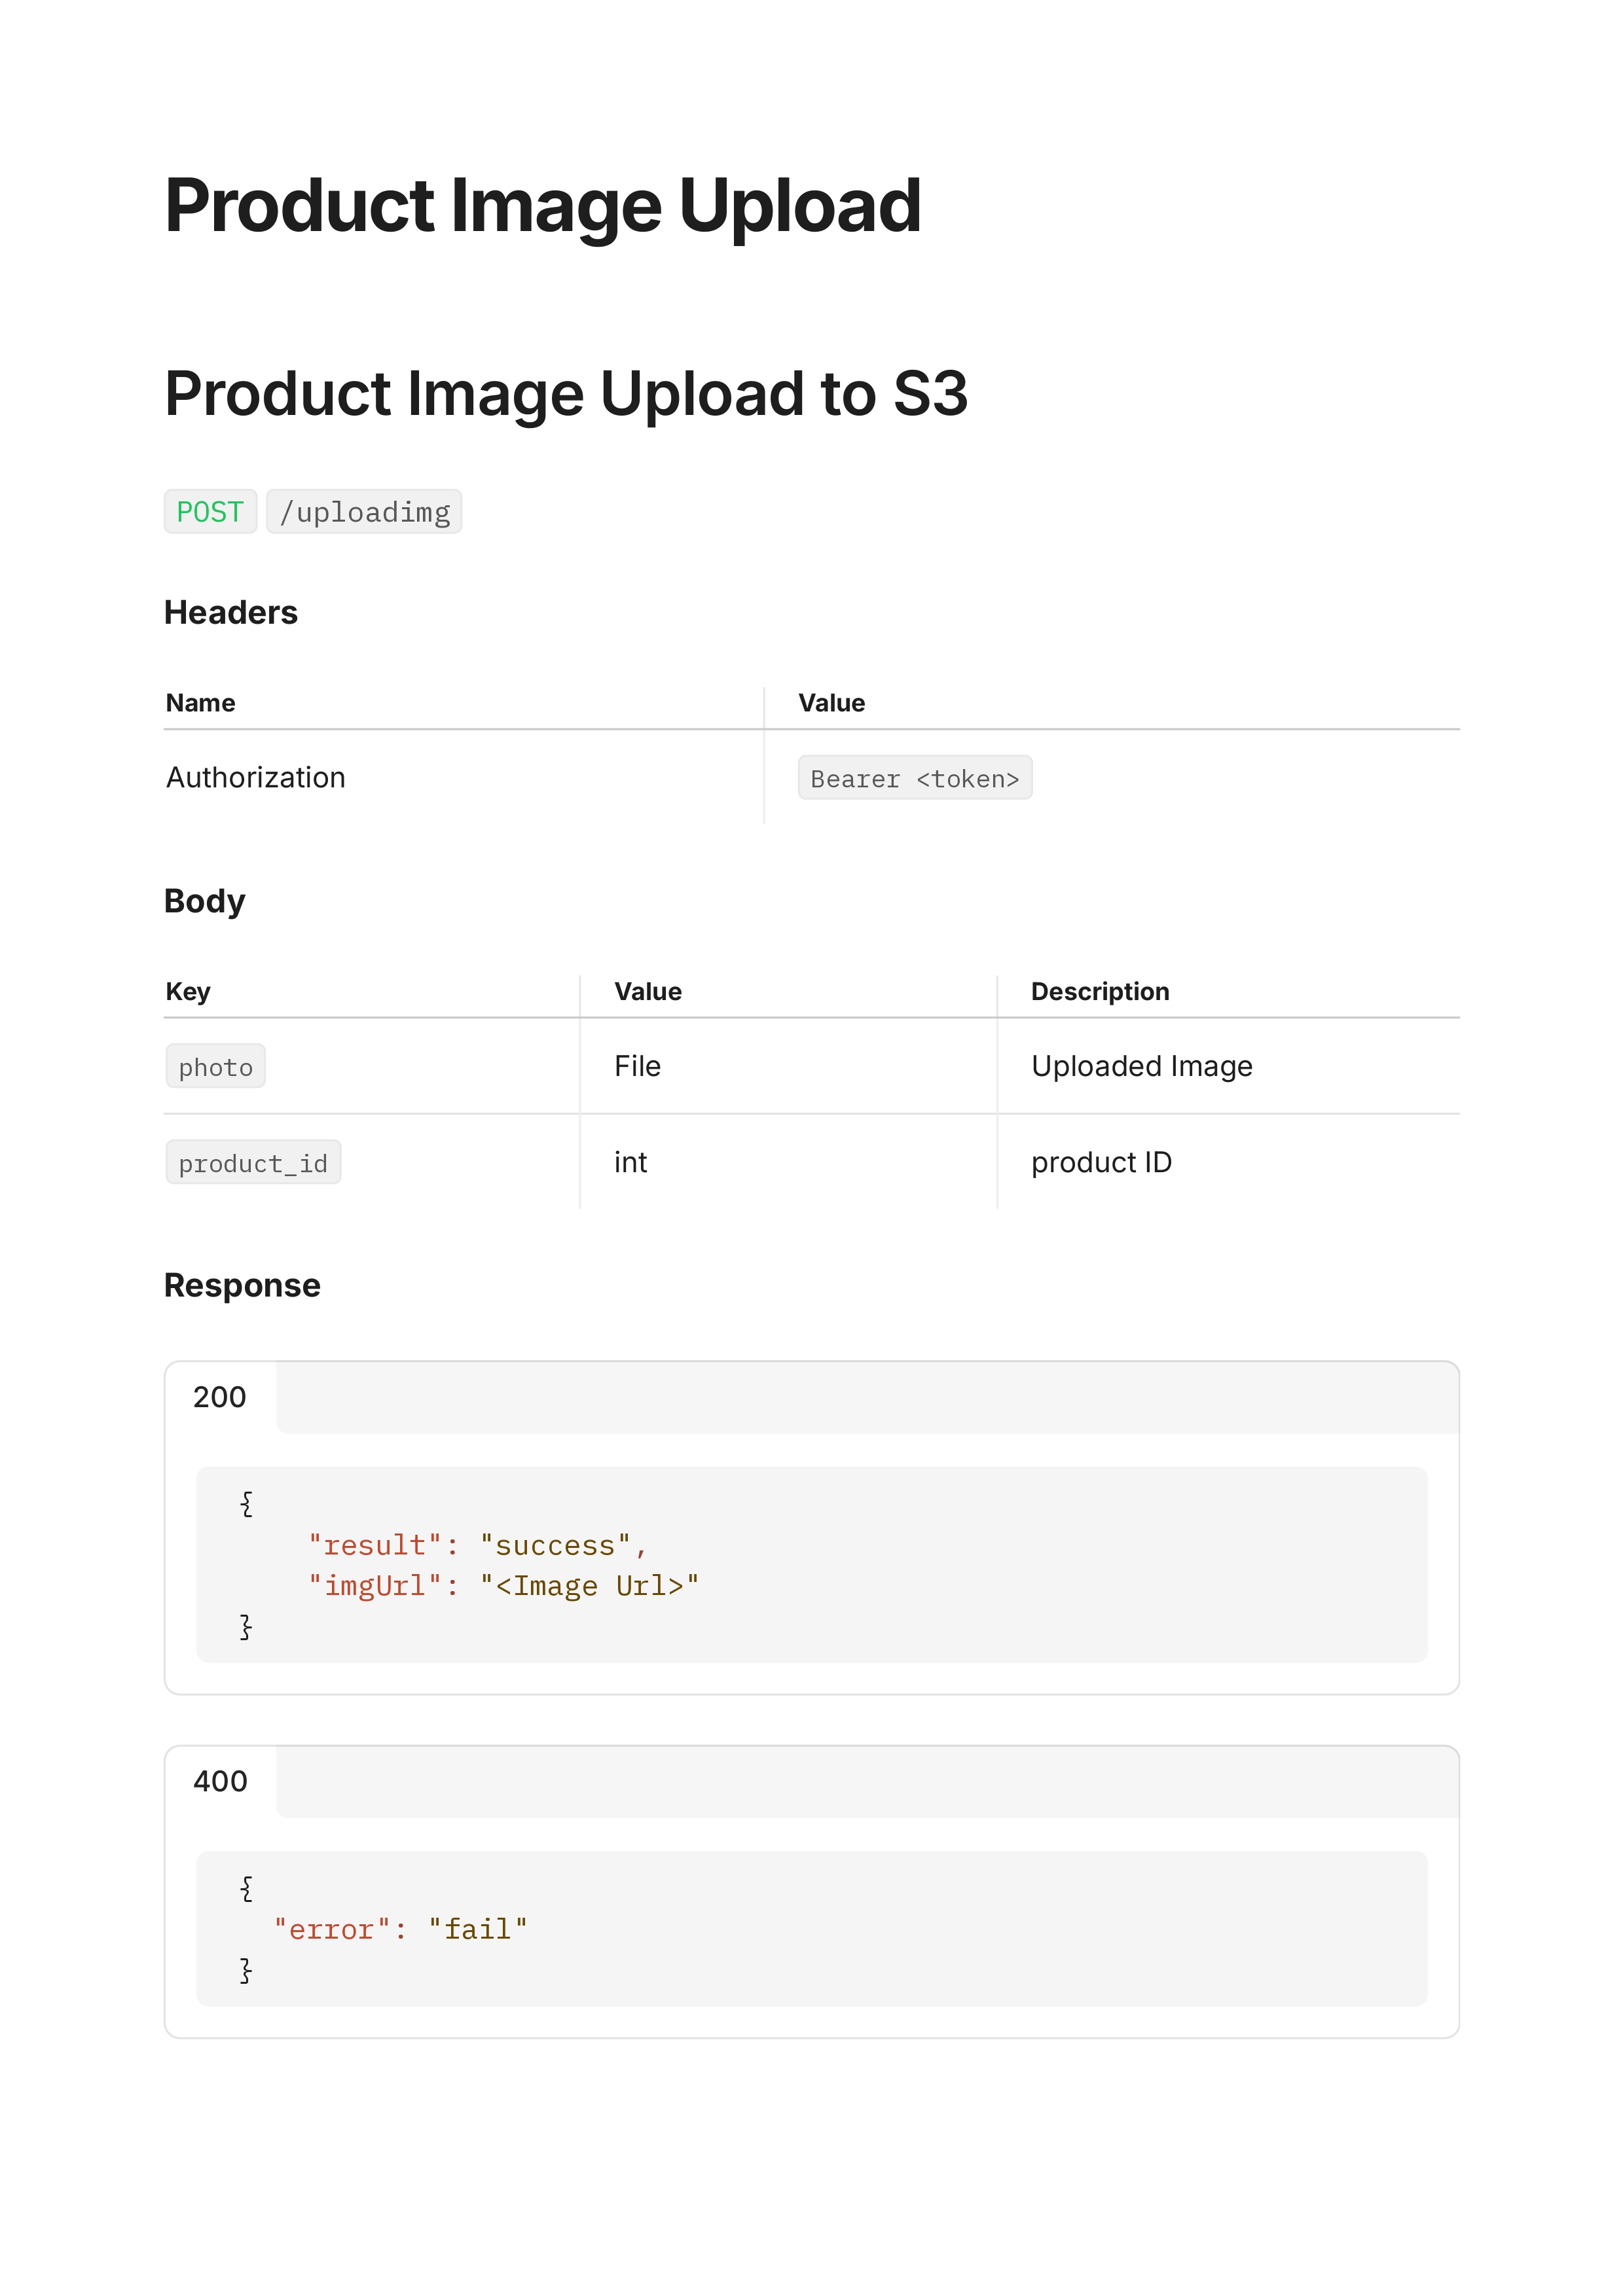 Product Image Upload
Product Image Upload to S3
POST /uploadimg
Headers
Name Value
Authorization Bearer <token>
Body
Key Value Description
photo File Uploaded Image
product_id int product ID
Response
200
{
"result": "success",
"imgUrl": "<Image Url>"
}
400
{
"error": "fail"
}